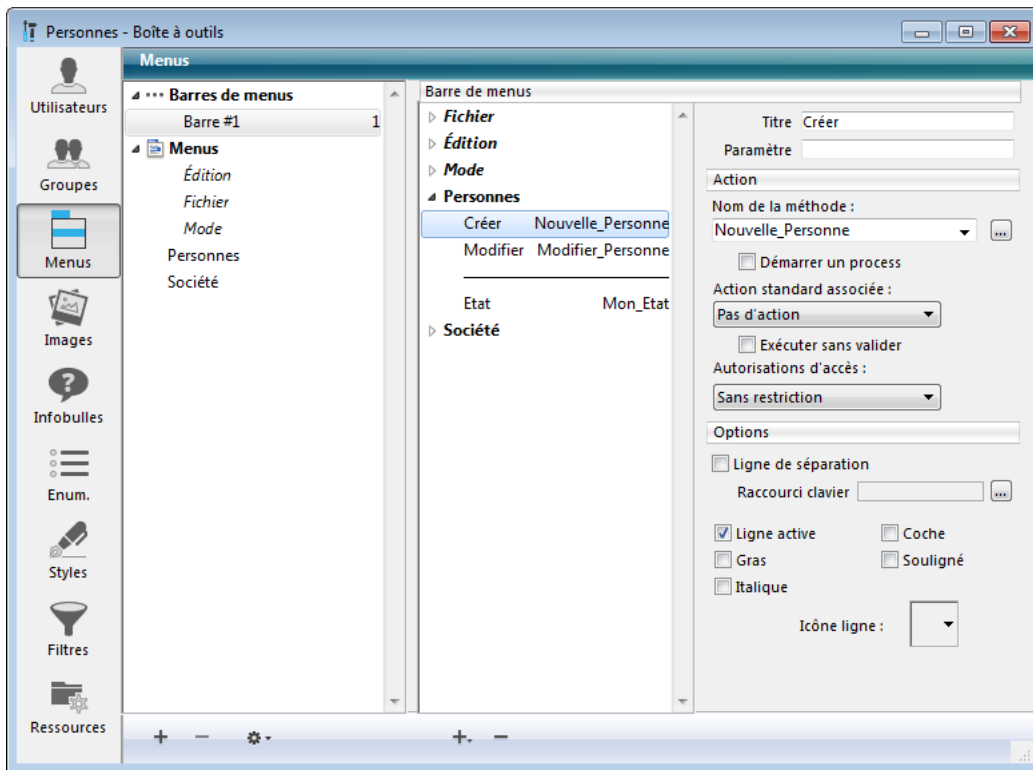 Personnes - Boîte à outils
Utilisateurs
Groupes
Menus
Images
Infobulles
Enum.
Styles
Filtres
Ressources
Menus
Barres de menus
Barre #1 1
Menus
Édition
Fichier
Mode
Personnes
Société
Barre de menus
Fichier
Édition
Mode
Personnes
Créer Nouvelle_Personne
Modifier Modifier_Personne
Etat Mon_Etat
Société
Titre Créer
Paramètre
Action
Nom de la méthode :
Nouvelle_Personne
...
Démarrer un process
Action standard associée :
Pas d'action
Exécuter sans valider
Autorisations d'accès :
Sans restriction
Options
Ligne de séparation
Raccourci clavier ...
Ligne active Coche
Gras Souligné
Italique
Icône ligne :